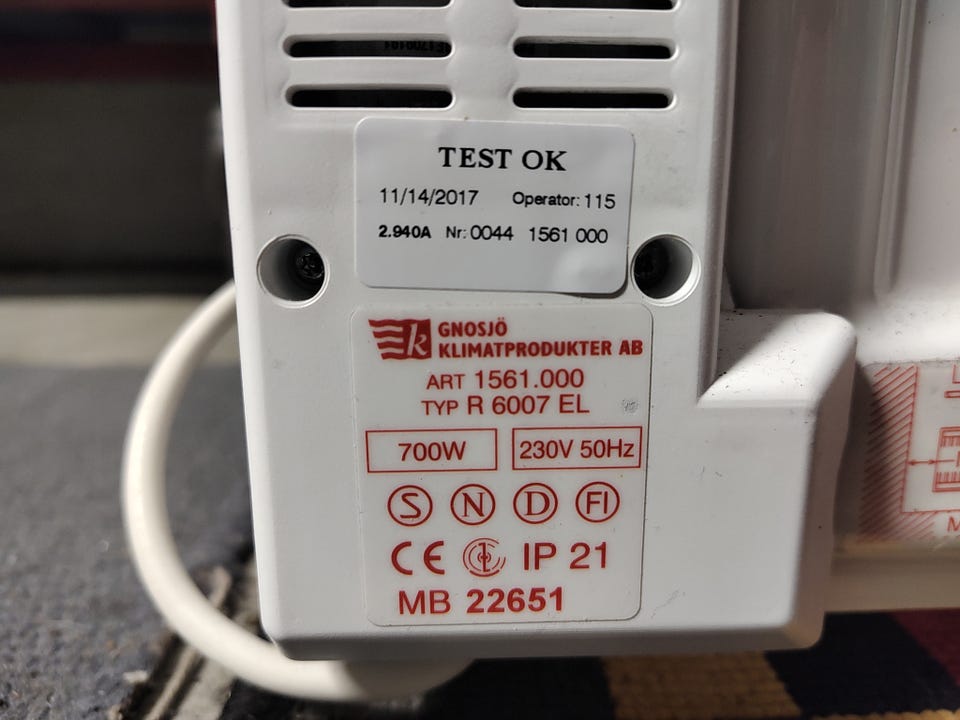 TEST OK
11/14/2017 Operator: 115
2.940A Nr: 0044 1561 000
GNOSJÖ
KLIMATPRODUKTER AB
ART 1561.000
TYP R 6007 EL
700W 230V 50Hz
S N D FI
CE IP 21
MB 22651
M